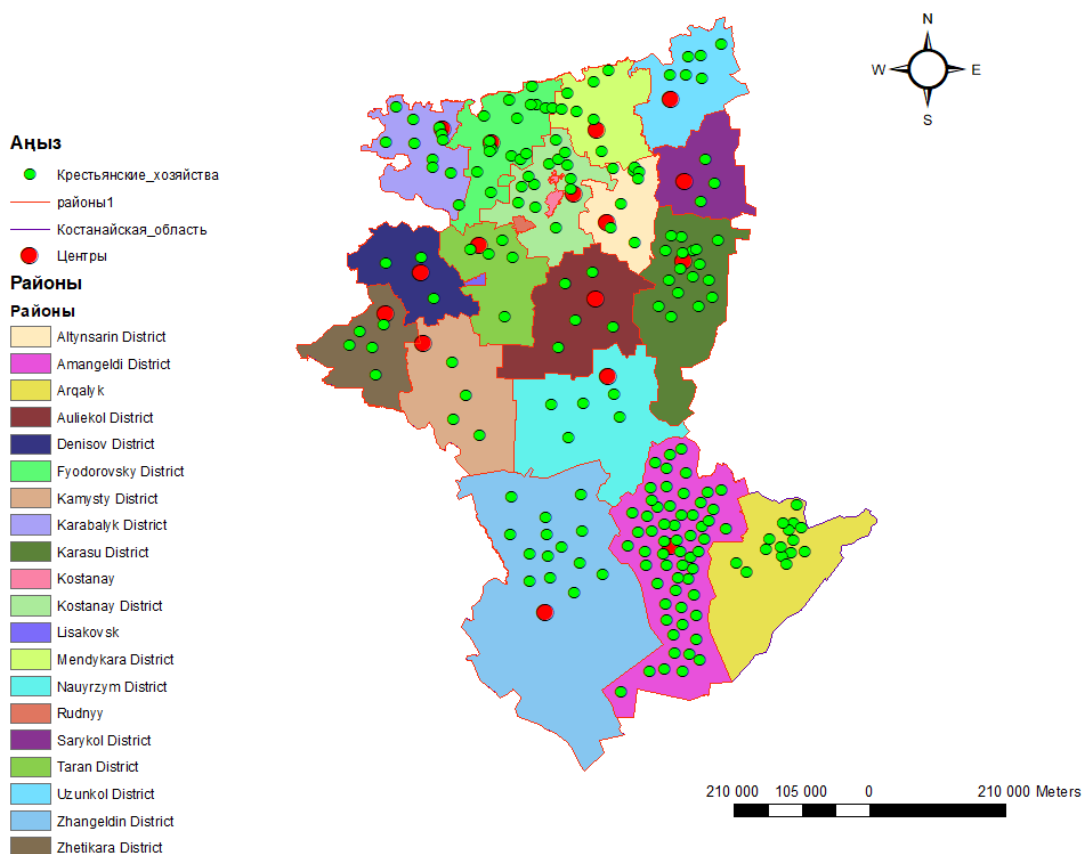 N
W E
S
Аңыз
Крестьянские_хозяйства
районы1
Костанайская_область
Центры
Районы
Районы
Altynsarin District
Amangeldi District
Arqalyk
Auliekol District
Denisov District
Fyodorovsky District
Kamysty District
Karabalyk District
Karasu District
Kostanay
Kostanay District
Lisakovsk
Mendykara District
Nauyrzym District
Rudnyy
Sarykol District
Taran District
Uzunkol District
Zhangeldin District
Zhetikara District
210 000 105 000 0 210 000 Meters